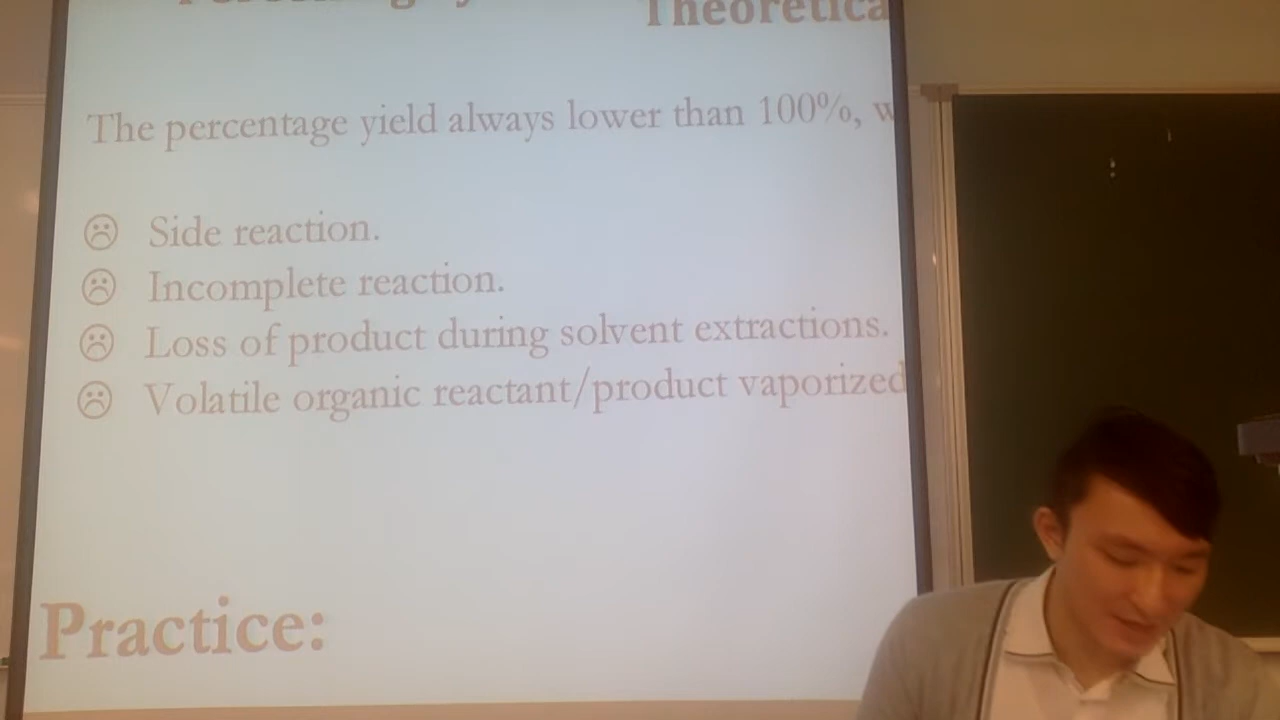 The percentage yield always lower than 100%,
Side reaction.
Incomplete reaction.
Loss of product during solvent extractions.
Volatile organic reactant/product vaporized
Practice: